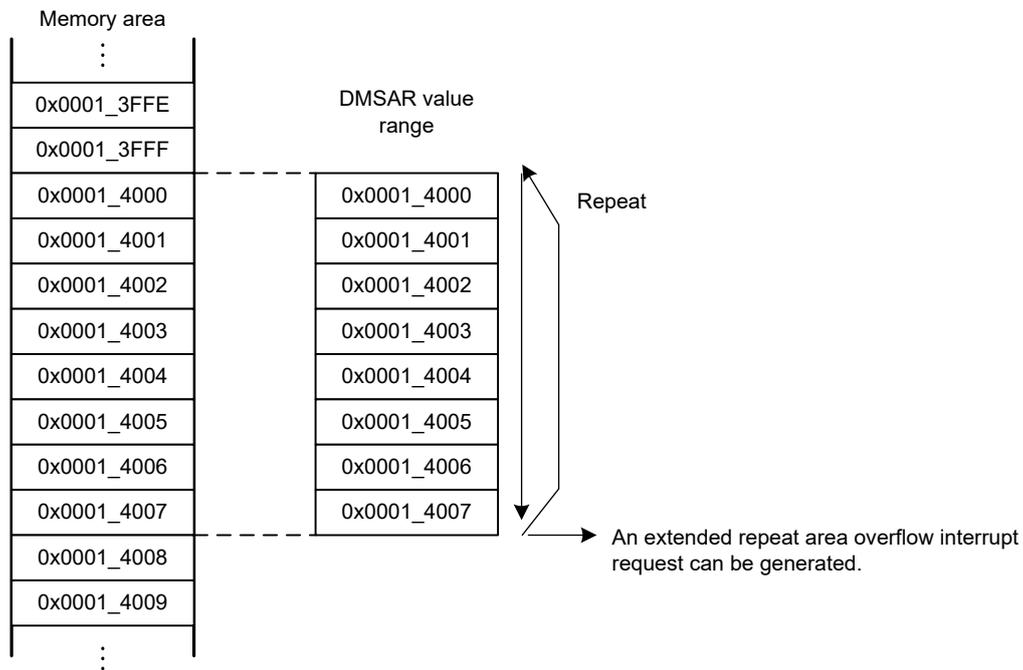 Memory area
0x0001_3FFE
0x0001_3FFF
0x0001_4000
0x0001_4001
0x0001_4002
0x0001_4003
0x0001_4004
0x0001_4005
0x0001_4006
0x0001_4007
0x0001_4008
0x0001_4009
DMSAR value
range
0x0001_4000
0x0001_4001
0x0001_4002
0x0001_4003
0x0001_4004
0x0001_4005
0x0001_4006
0x0001_4007
Repeat
An extended repeat area overflow interrupt
request can be generated.